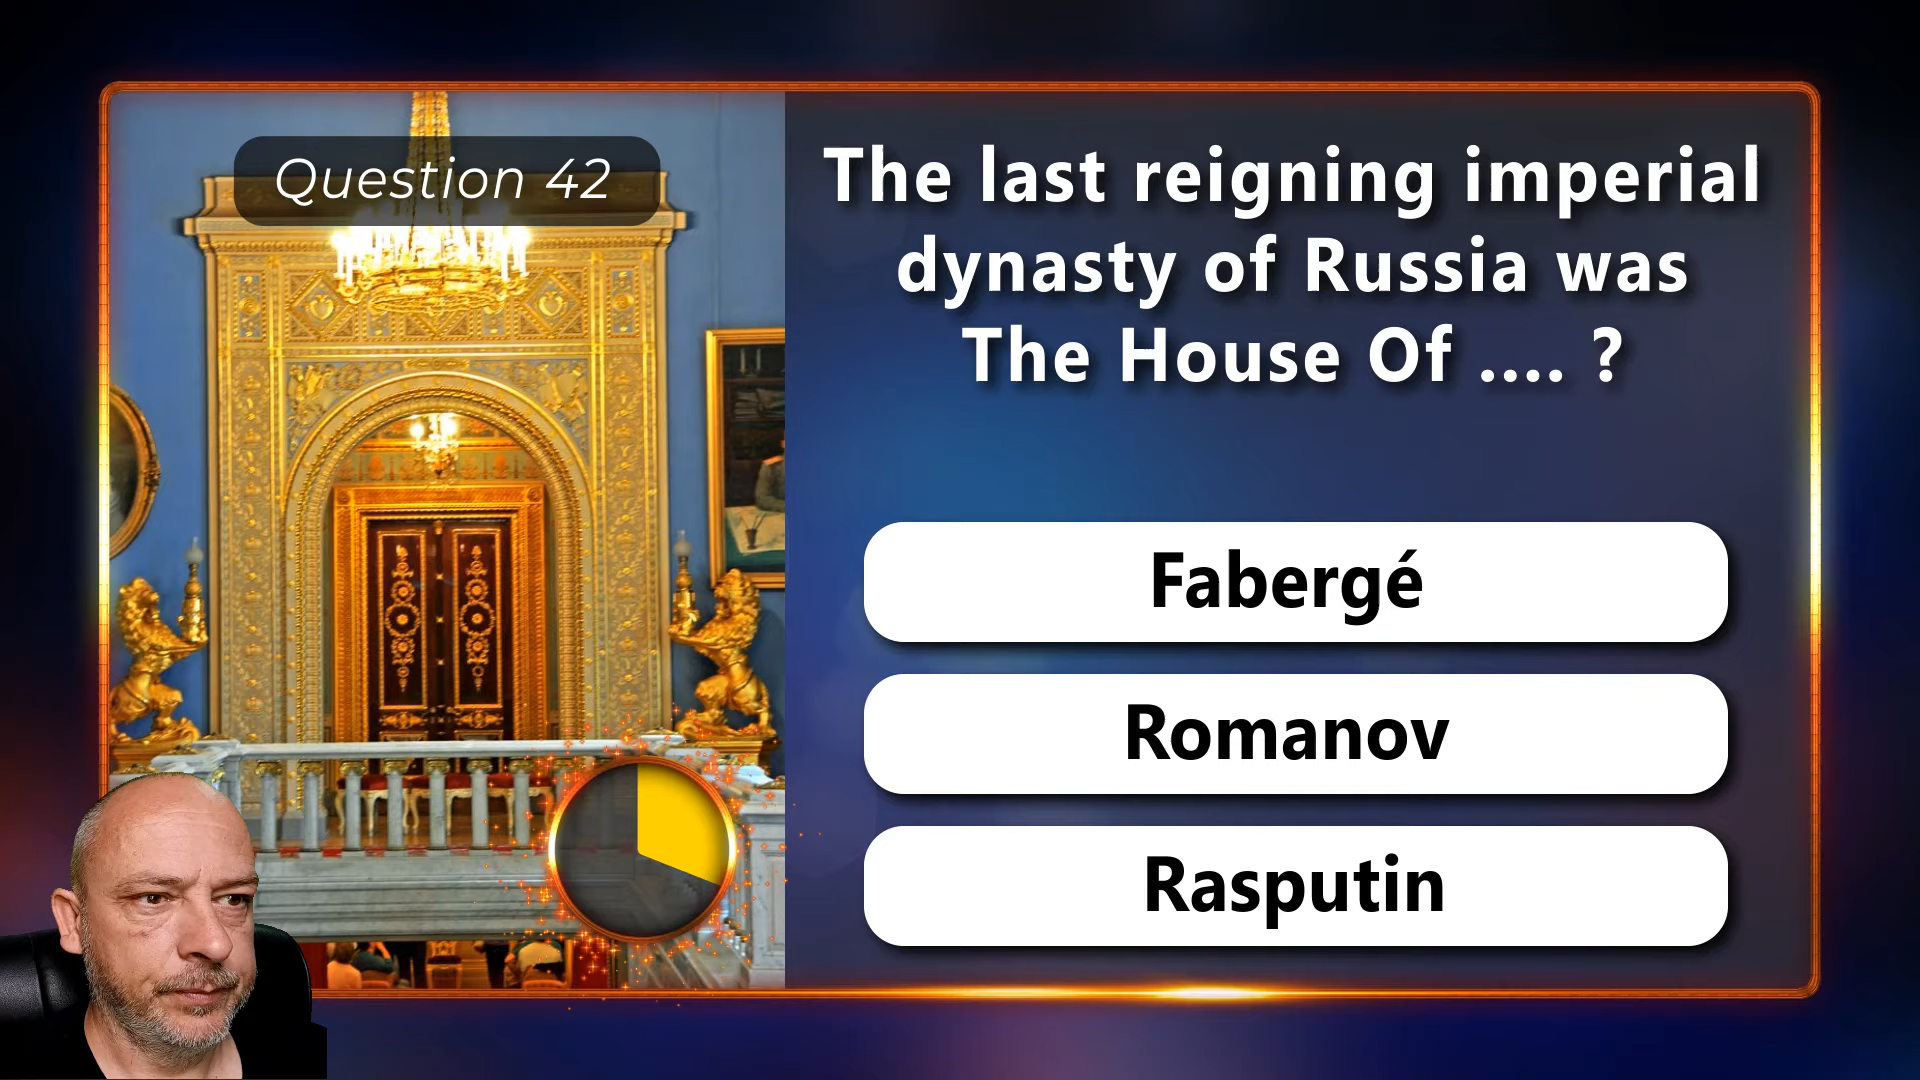 Question 42
The last reigning imperial
dynasty of Russia was
The House Of .... ?
Fabergé
Romanov
Rasputin